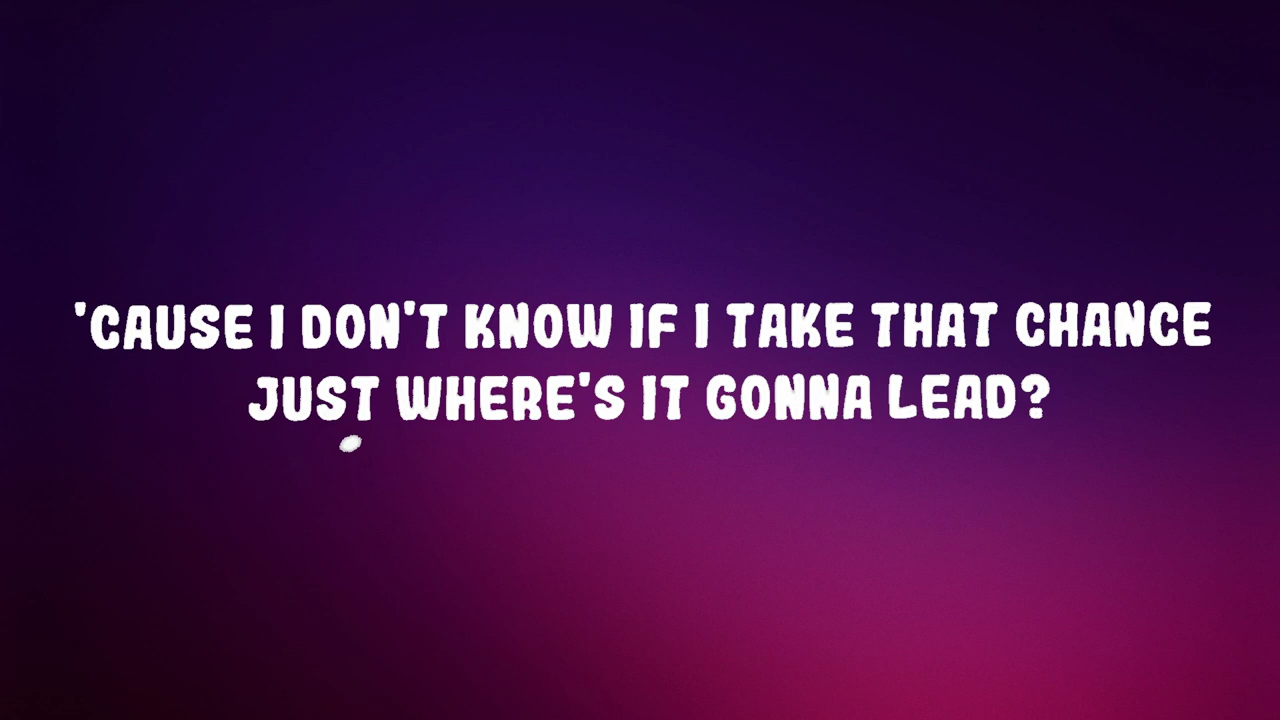 'CAUSE I DON'T KNOW IF I TAKE THAT CHANCE
JUST WHERE'S IT GONNA LEAD?